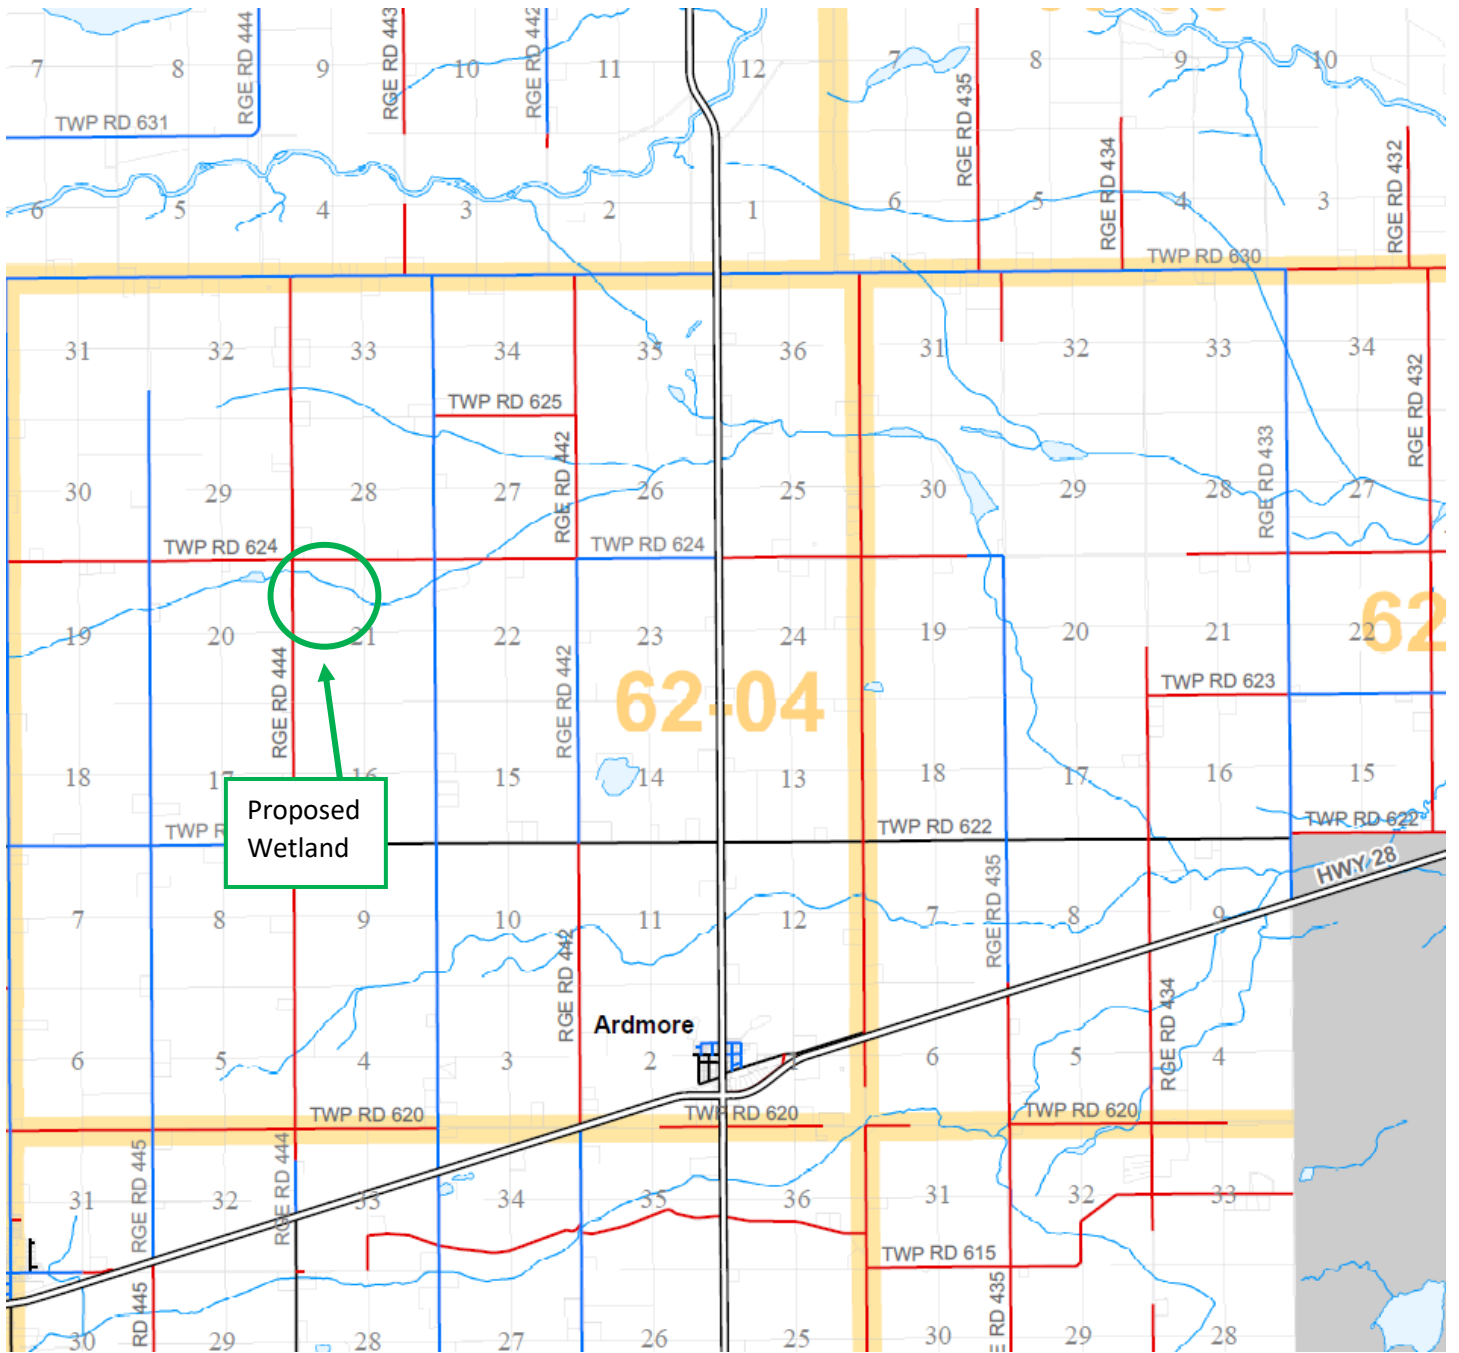 7 8 RGE RD 444 9 RGE RD 443 10 RGE RD 442 11 12 7 RGE RD 435 8 9 10
TWP RD 631
RGE RD 434 RGE RD 432
6 5 4 3 2 1 6 5 4 3
TWP RD 630
31 32 33 34 35 36 31 32 33 34
TWP RD 625
RGE RD 442 RGE RD 433 RGE RD 432
30 29 28 27 26 25 30 29 28 27
TWP RD 624 TWP RD 624
19 20 21 22 23 24 19 20 21 22
62
RGE RD 444 RGE RD 442
62-04
TWP RD 623
18 17 16 15 14 13 18 17 16 15
Proposed
Wetland
TWP R
TWP RD 622
TWP RD 622
HWY 28
7 8 9 10 11 12 7 8 9
RGE RD 442 RGE RD 435
Ardmore
RGE RD 434
6 5 4 3 2 1 6 5 4
TWP RD 620 TWP RD 620 TWP RD 620
RGE RD 445 RGE RD 444
31 32 33 34 35 36 31 32 33
TWP RD 615
RD 445 E RD 435
30 29 28 27 26 25 30 29 28